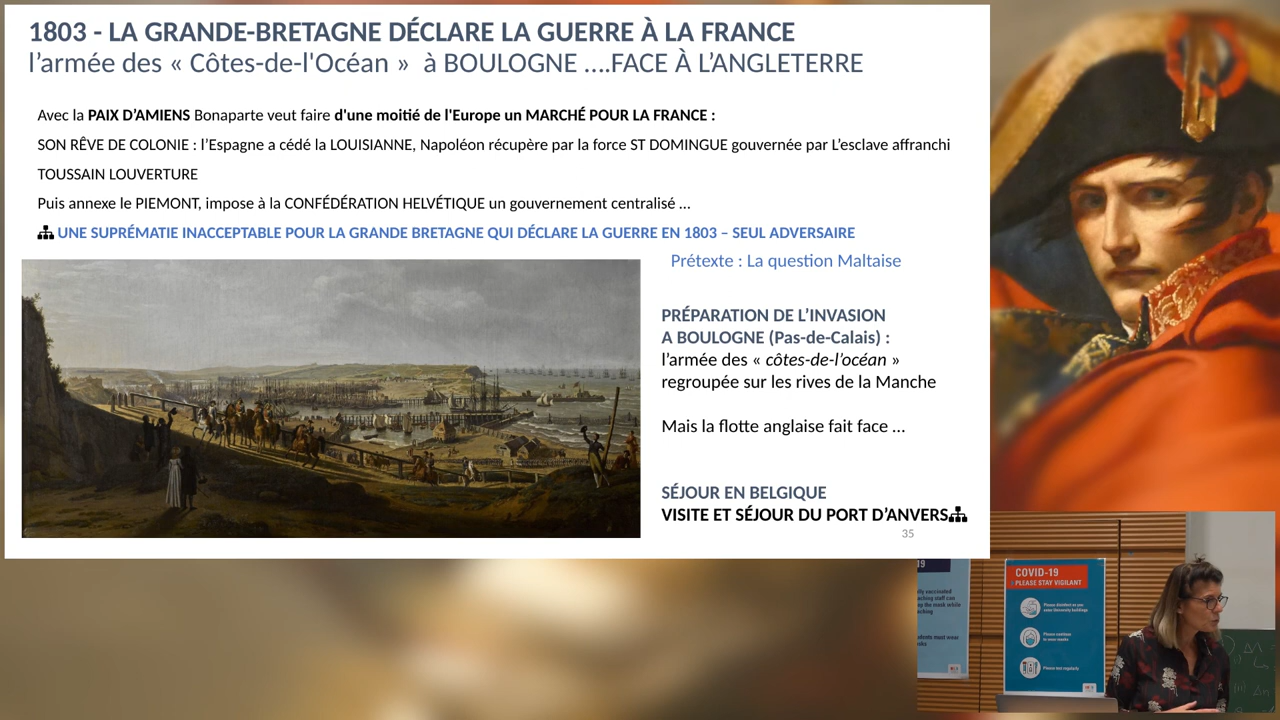 1803 - LA GRANDE-BRETAGNE DÉCLARE LA GUERRE À LA FRANCE
l’armée des « Côtes-de-l'Océan »  à BOULOGNE ….FACE À L’ANGLETERRE
Avec la PAIX D’AMIENS Bonaparte veut faire d'une moitié de l'Europe un MARCHÉ POUR LA FRANCE :
SON RÊVE DE COLONIE : l’Espagne a cédé la LOUISIANNE, Napoléon récupère par la force ST DOMINGUE gouvernée par L’esclave affranchi
TOUSSAIN LOUVERTURE
Puis annexe le PIEMONT, impose à la CONFÉDÉRATION HELVÉTIQUE un gouvernement centralisé …
UNE SUPRÉMATIE INACCEPTABLE POUR LA GRANDE BRETAGNE QUI DÉCLARE LA GUERRE EN 1803 – SEUL ADVERSAIRE
Prétexte : La question Maltaise
PRÉPARATION DE L’INVASION
A BOULOGNE (Pas-de-Calais) :
l’armée des « côtes-de-l’océan »
regroupée sur les rives de la Manche
Mais la flotte anglaise fait face …
SÉJOUR EN BELGIQUE
VISITE ET SÉJOUR DU PORT D’ANVERS
35
19
COVID-19
PLEASE STAY VIGILANT